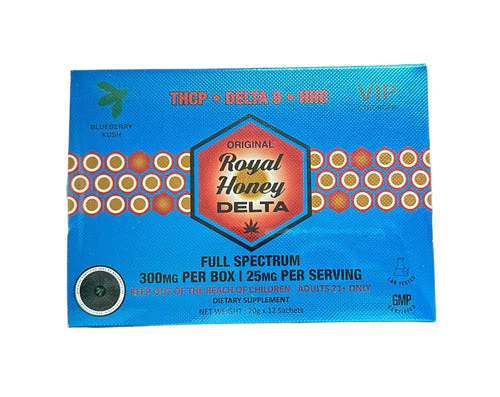 THCP • DELTA 9 • HHC
VIP
STRONGER
BLUEBERRY
KUSH
ORIGINAL
Royal
Honey
DELTA
FULL SPECTRUM
300MG PER BOX | 25MG PER SERVING
KEEP OUT OF THE REACH OF CHILDREN. ADULTS 21+ ONLY
DIETARY SUPPLEMENT
NET WEIGHT : 20g x 12 Sachets
LAB TESTED
GMP
CERTIFIED